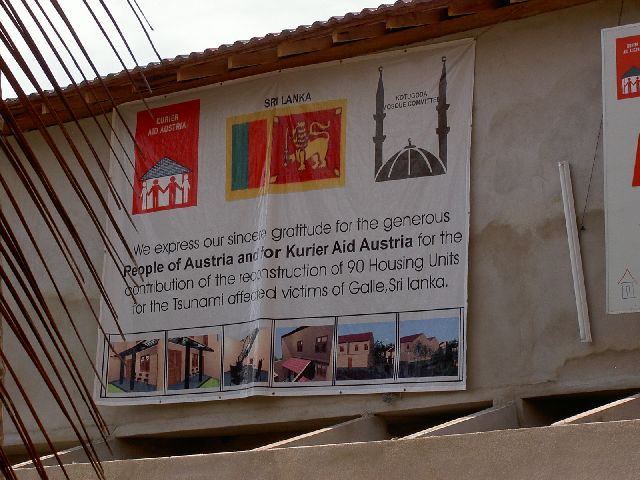 KURIER
AID AUSTRIA
SRI LANKA
KOTUGODA
MOSQUE COMMITTEE
We express our sincere gratitude for the generous
People of Austria and for Kurier Aid Austria for the
contribution of the reconstruction of 90 Housing Units
for the Tsunami affected victims of Galle,Sri lanka.